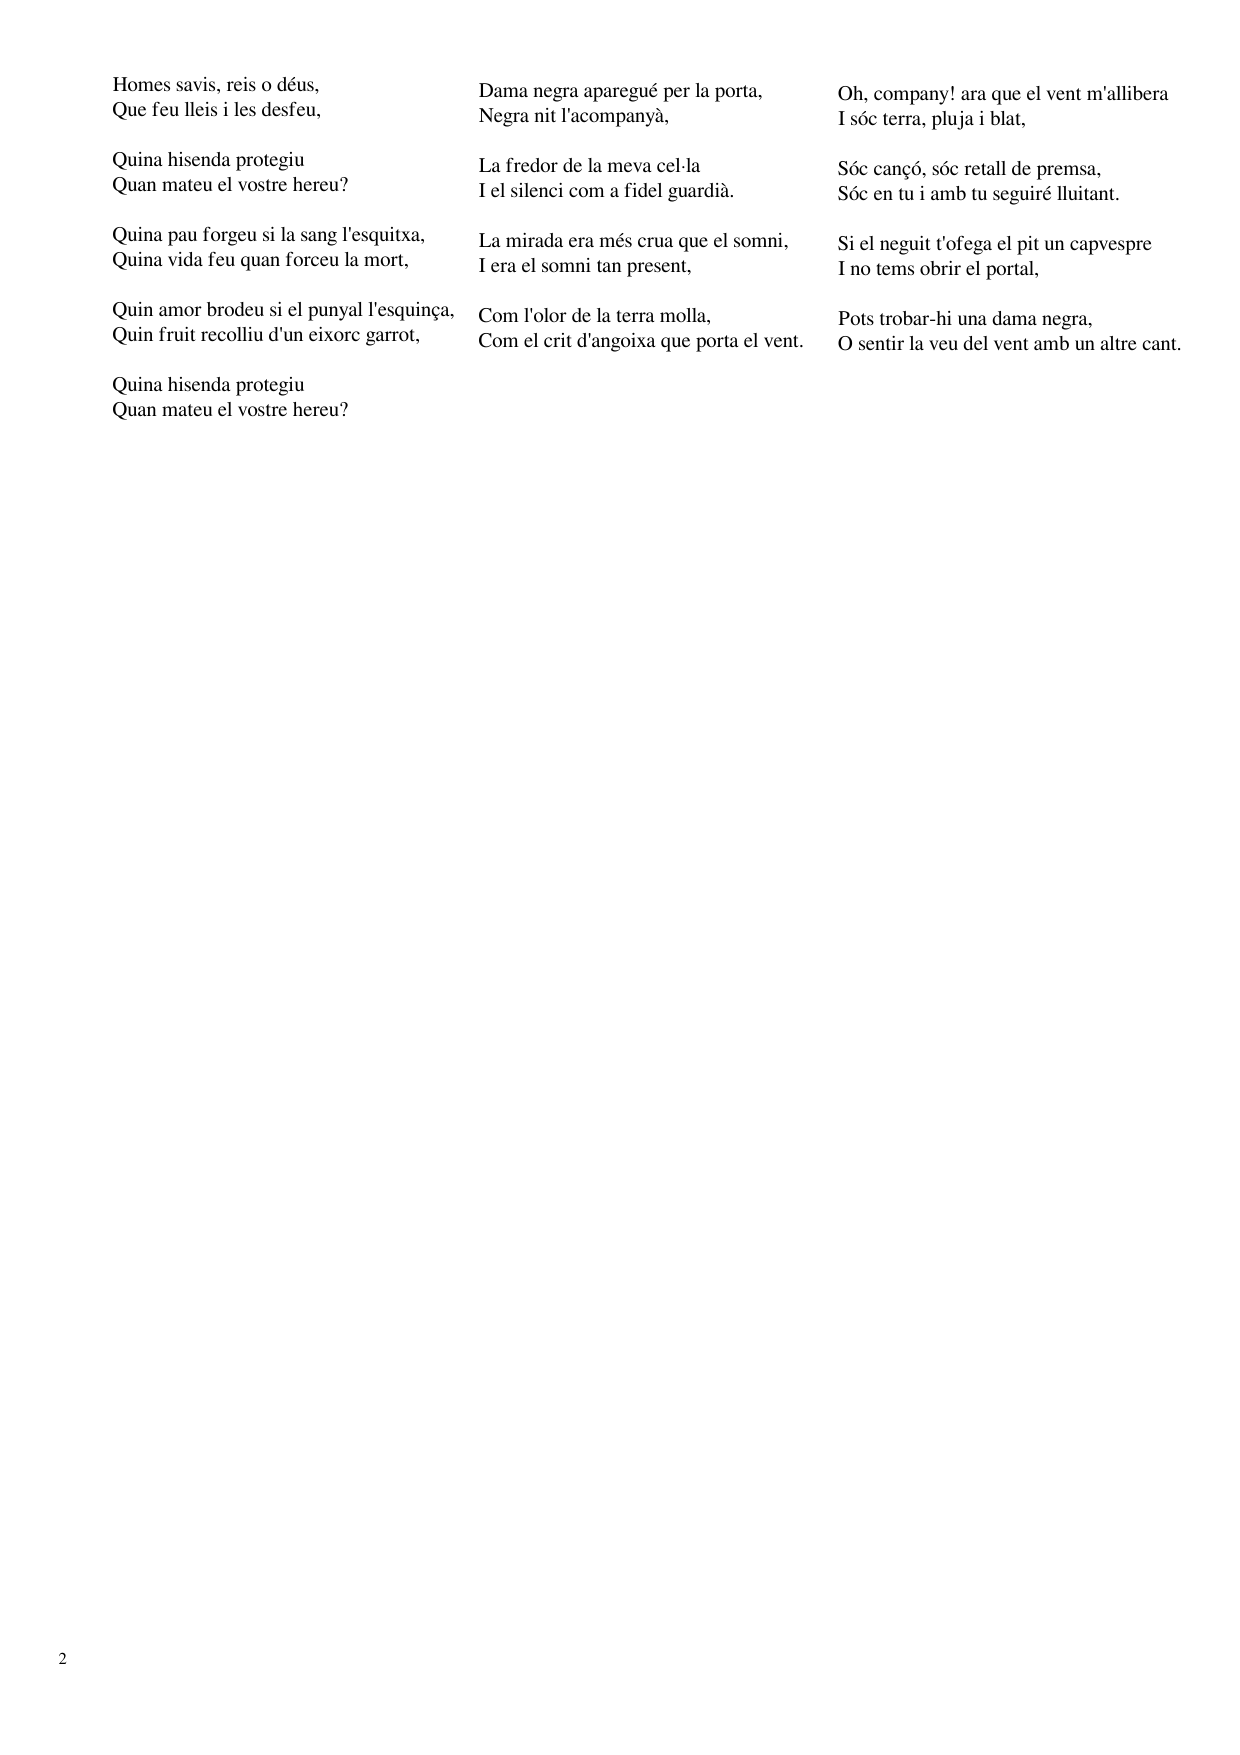 Homes savis, reis o déus,
Que feu lleis i les desfeu,
Quina hisenda protegiu
Quan mateu el vostre hereu?
Quina pau forgeu si la sang l'esquitxa,
Quina vida feu quan forceu la mort,
Quin amor brodeu si el punyal l'esquinça,
Quin fruit recolliu d'un eixorc garrot,
Quina hisenda protegiu
Quan mateu el vostre hereu?
Dama negra aparegué per la porta,
Negra nit l'acompanyà,
La fredor de la meva cel·la
I el silenci com a fidel guardià.
La mirada era més crua que el somni,
I era el somni tan present,
Com l'olor de la terra molla,
Com el crit d'angoixa que porta el vent.
Oh, company! ara que el vent m'allibera
I sóc terra, pluja i blat,
Sóc cançó, sóc retall de premsa,
Sóc en tu i amb tu seguiré lluitant.
Si el neguit t'ofega el pit un capvespre
I no tems obrir el portal,
Pots trobar-hi una dama negra,
O sentir la veu del vent amb un altre cant.
2